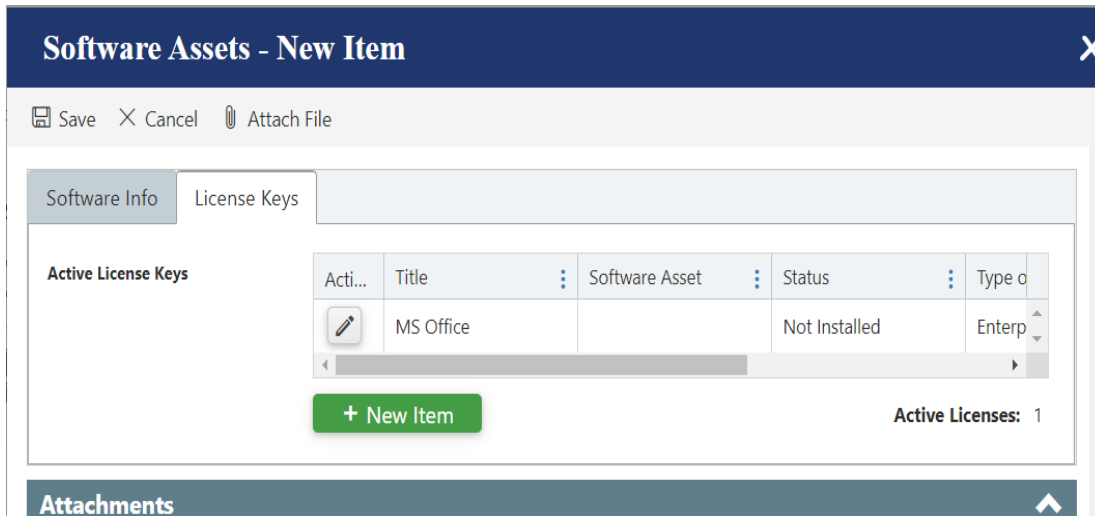 Software Assets - New Item
Save Cancel Attach File
Software Info License Keys
Active License Keys
Acti... Title Software Asset Status Type o
MS Office Not Installed Enterp
+ New Item Active Licenses: 1
Attachments